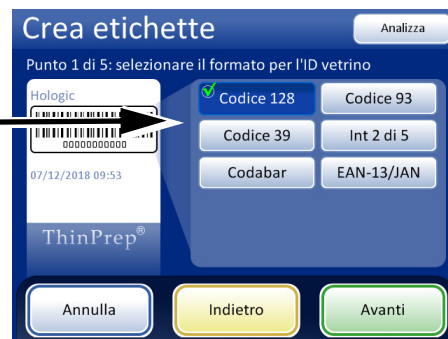 Crea etichette
Analizza
Punto 1 di 5: selezionare il formato per l'ID vetrino
Hologic
00000000000
07/12/2018 09:53
ThinPrep®
Codice 128
Codice 93
Codice 39
Int 2 di 5
Codabar
EAN-13/JAN
Annulla
Indietro
Avanti